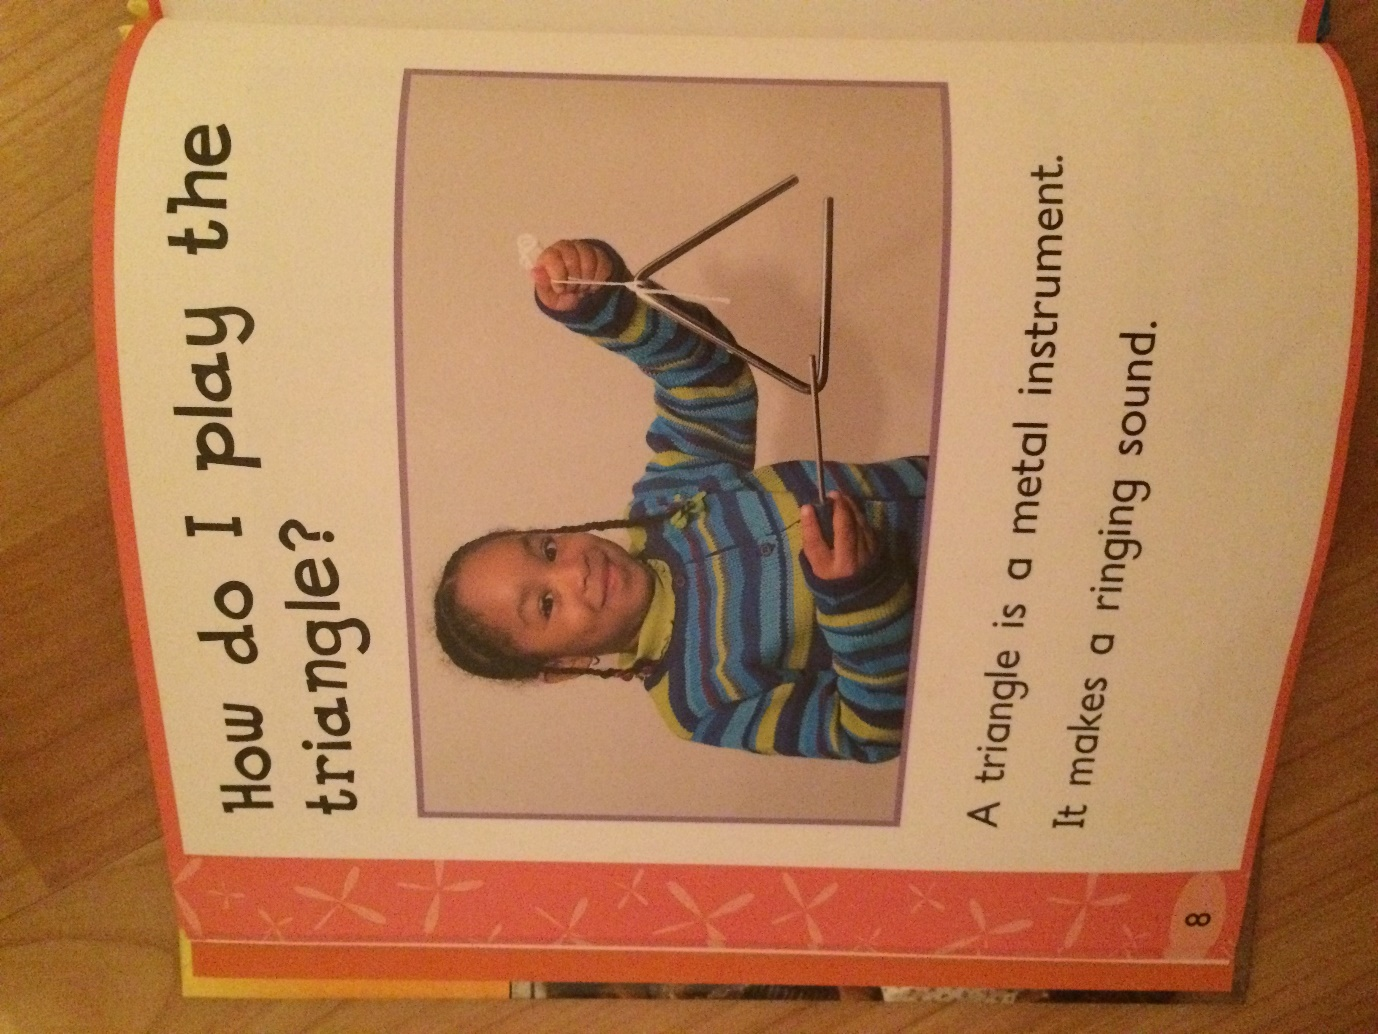 How do I play the
triangle?
A triangle is a metal instrument.
It makes a ringing sound.
8